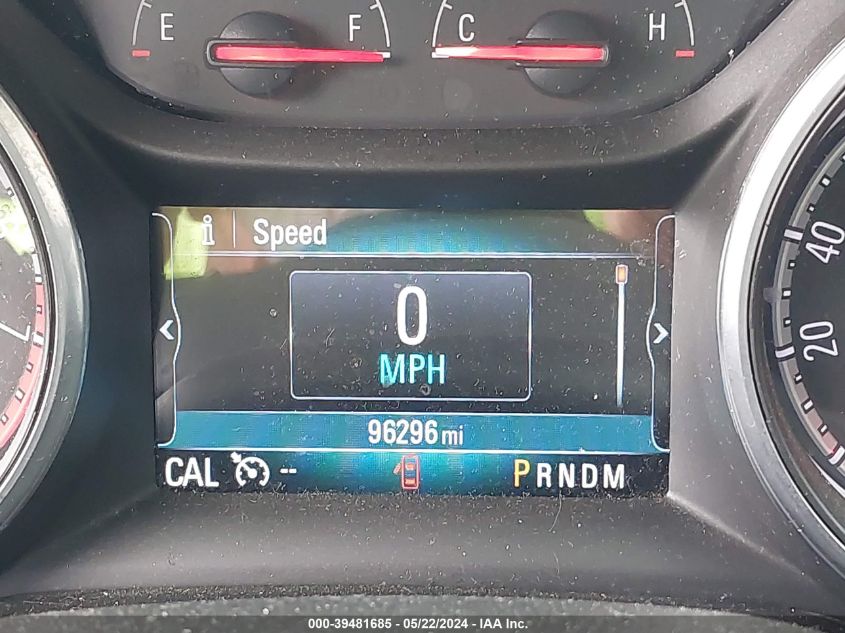 E F C H
i Speed
0
MPH
96296 mi
CAL -- PRNDM
40
20
000-39481685 - 05/22/2024 - IAA Inc.